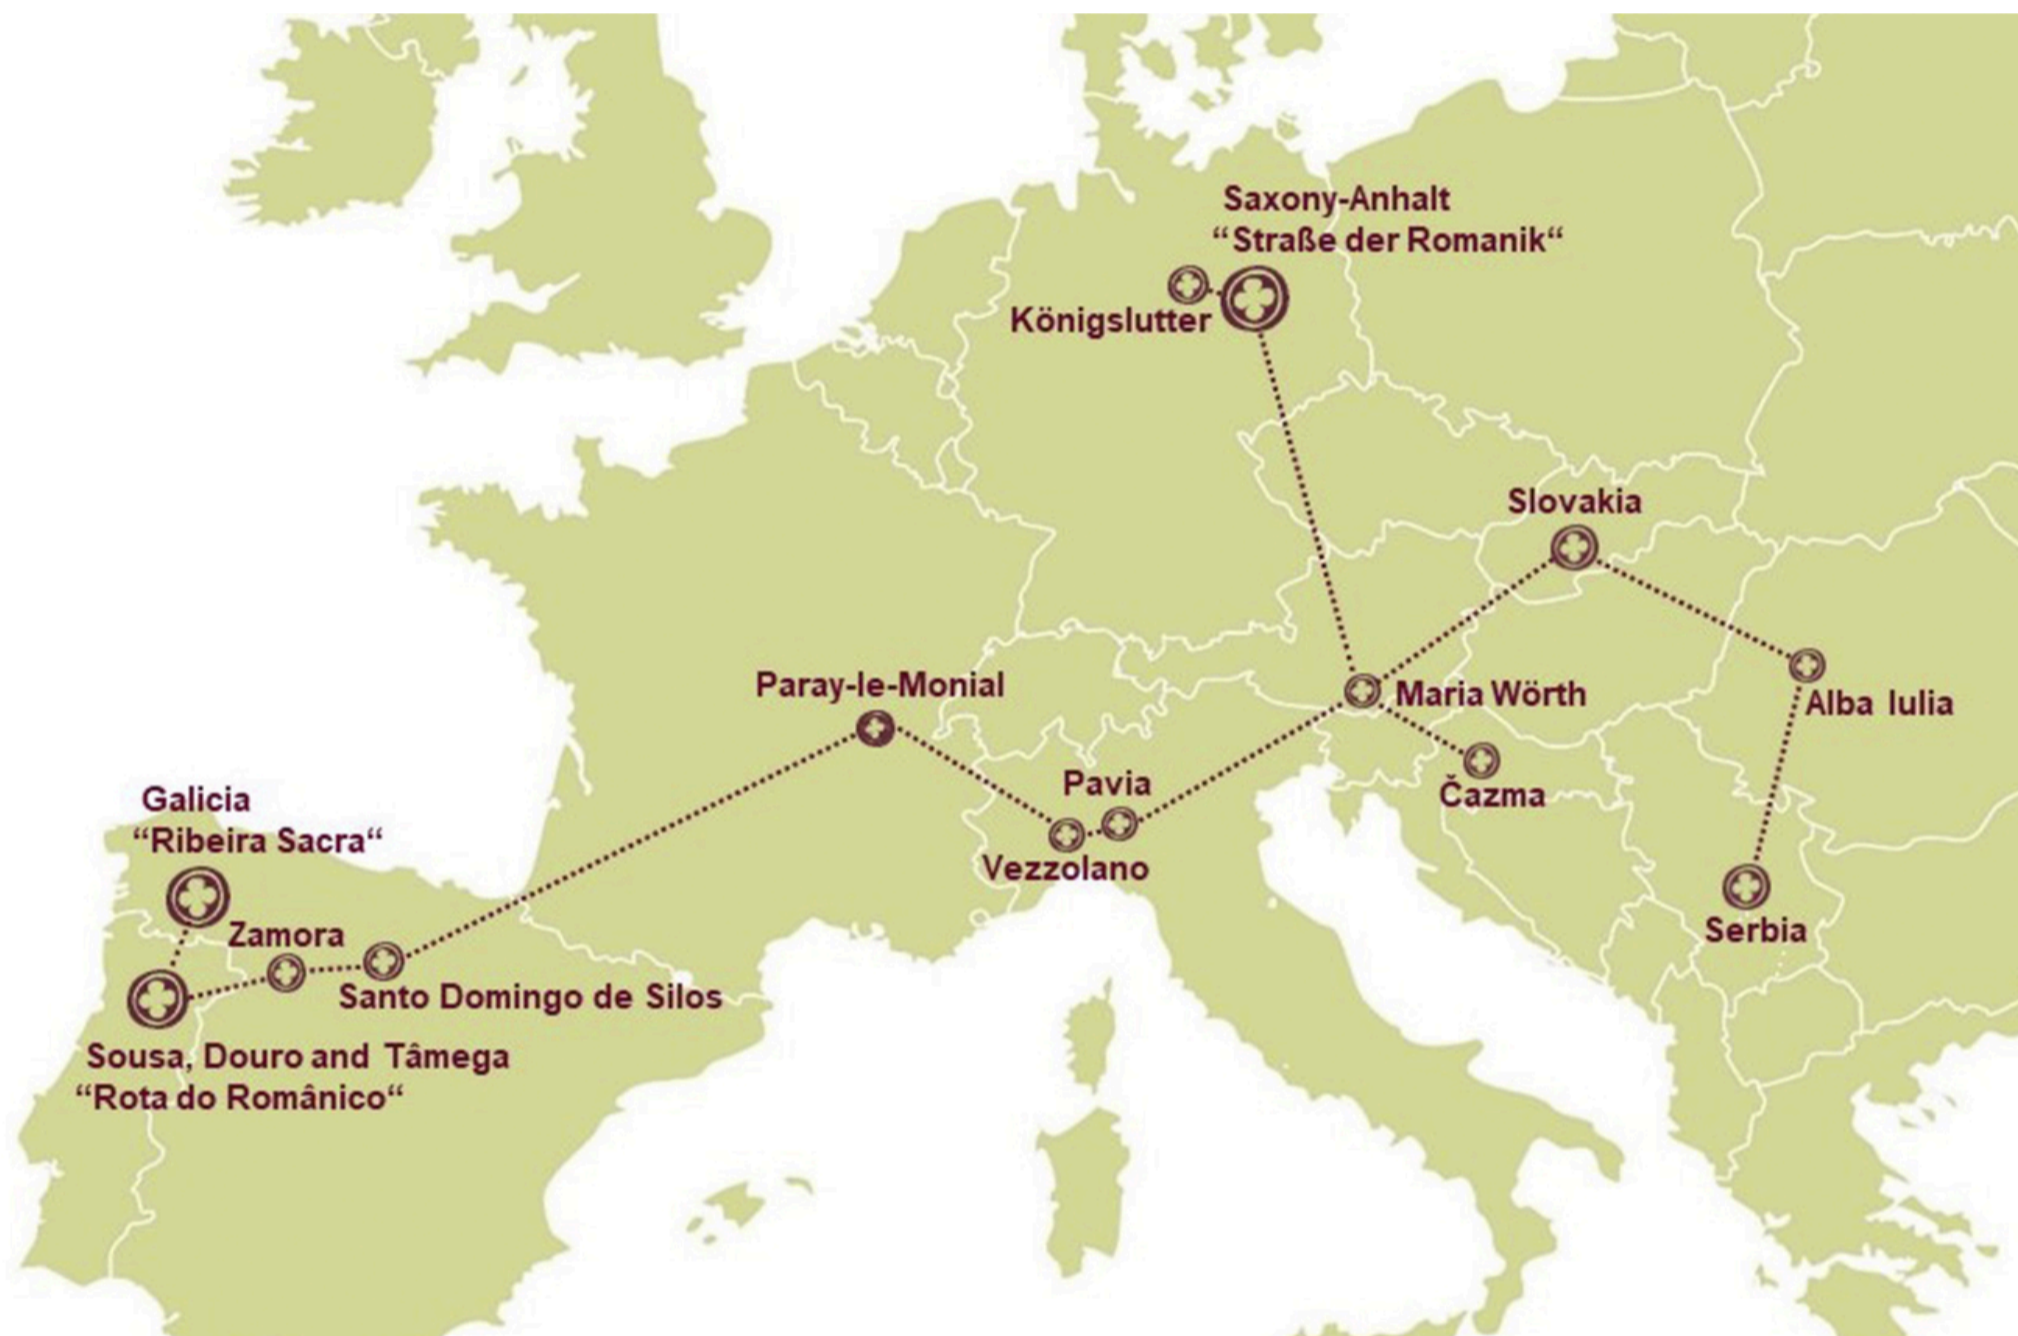 Saxony-Anhalt
“Straße der Romanik“
Königslutter
Slovakia
Paray-le-Monial
Maria Wörth
Alba Iulia
Pavia
Čazma
Galicia
“Ribeira Sacra“
Vezzolano
Zamora
Serbia
Santo Domingo de Silos
Sousa, Douro and Tâmega
“Rota do Românico“